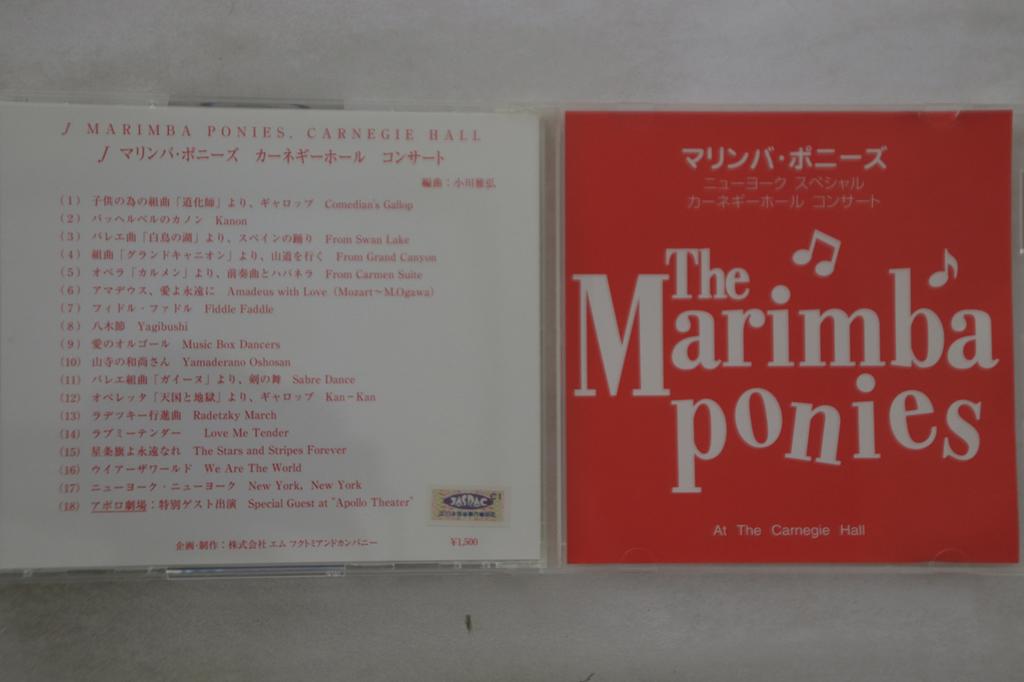 ♪ MARIMBA PONIES, CARNEGIE HALL
♪ マリンバ・ポニーズ カーネギーホール コンサート
編曲:小川雅弘
(1) 子供の為の組曲「道化師」より、ギャロップ Comedian's Gallop
(2) パッヘルベルのカノン Kanon
(3) バレエ曲「白鳥の湖」より、スペインの踊り From Swan Lake
(4) 組曲「グランドキャニオン」より、山道を行く From Grand Canyon
(5) オペラ「カルメン」より、前奏曲とハバネラ From Carmen Suite
(6) アマデウス、愛よ永遠に Amadeus with Love (Mozart～M.Ogawa)
(7) フィドル・ファドル Fiddle Faddle
(8) 八木節 Yagibushi
(9) 愛のオルゴール Music Box Dancers
(10) 山寺の和尚さん Yamaderano Oshosan
(11) バレエ組曲「ガイーヌ」より、剣の舞 Sabre Dance
(12) オペレッタ「天国と地獄」より、ギャロップ Kan-Kan
(13) ラデツキー行進曲 Radetzky March
(14) ラブミーテンダー Love Me Tender
(15) 星条旗よ永遠なれ The Stars and Stripes Forever
(16) ウイアーザワールド We Are The World
(17) ニューヨーク・ニューヨーク New York, New York
(18) アポロ劇場:特別ゲスト出演 Special Guest at "Apollo Theater"
JASRAC
企画・制作:株式会社 エム フクトミアンドカンパニー
¥1,500
マリンバ・ポニーズ
ニューヨーク スペシャル
カーネギーホール コンサート
The
Marimba
ponies
At The Carnegie Hall